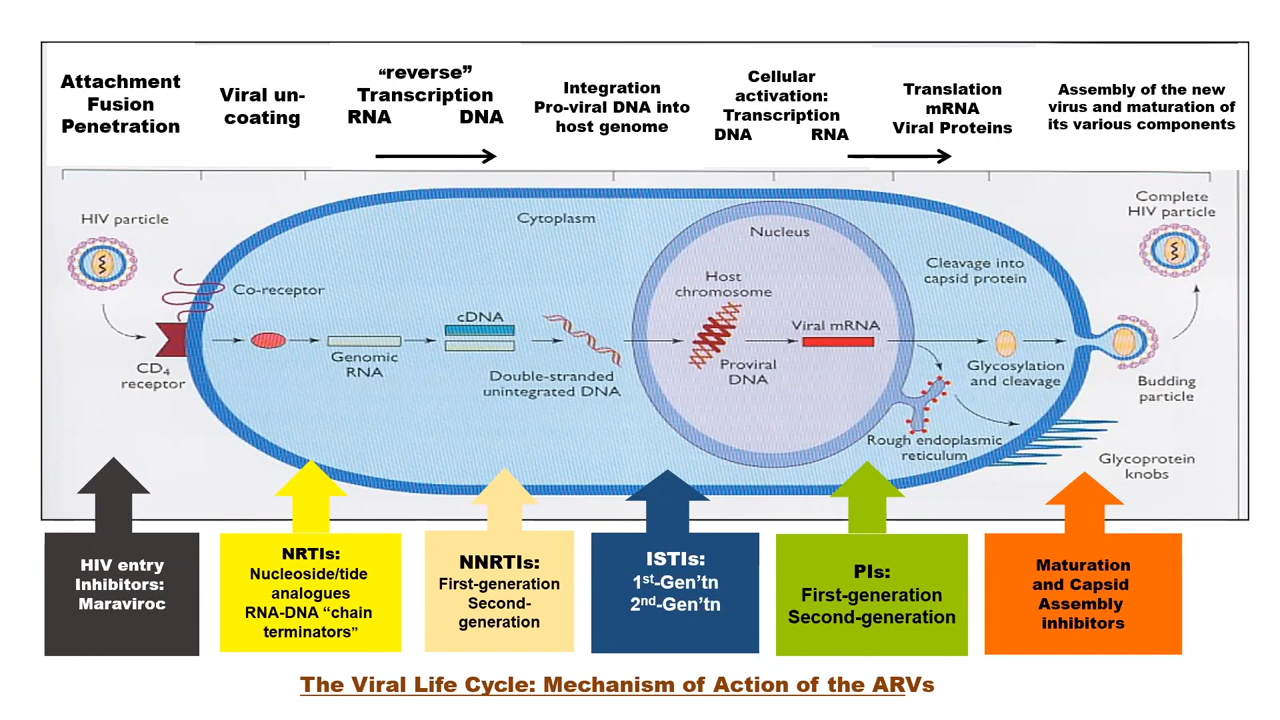 Attachment
Fusion
Penetration
Viral un-
coating
“reverse”
Transcription
RNA DNA
Integration
Pro-viral DNA into
host genome
Cellular
activation:
Transcription
DNA RNA
Translation
mRNA
Viral Proteins
Assembly of the new
virus and maturation of
its various components
HIV particle
Cytoplasm
Nucleus
Complete
HIV particle
Co-receptor
Host
chromosome
Cleavage into
capsid protein
CD4
receptor
Genomic
RNA
cDNA
Double-stranded
unintegrated DNA
Proviral
DNA
Viral mRNA
Glycosylation
and cleavage
Budding
particle
Rough endoplasmic
reticulum
Glycoprotein
knobs
HIV entry
Inhibitors:
Maraviroc
NRTIs:
Nucleoside/tide
analogues
RNA-DNA “chain
terminators”
NNRTIs:
First-generation
Second-
generation
ISTIs:
1st-Gen’tn
2nd-Gen’tn
PIs:
First-generation
Second-generation
Maturation
and Capsid
Assembly
inhibitors
The Viral Life Cycle: Mechanism of Action of the ARVs